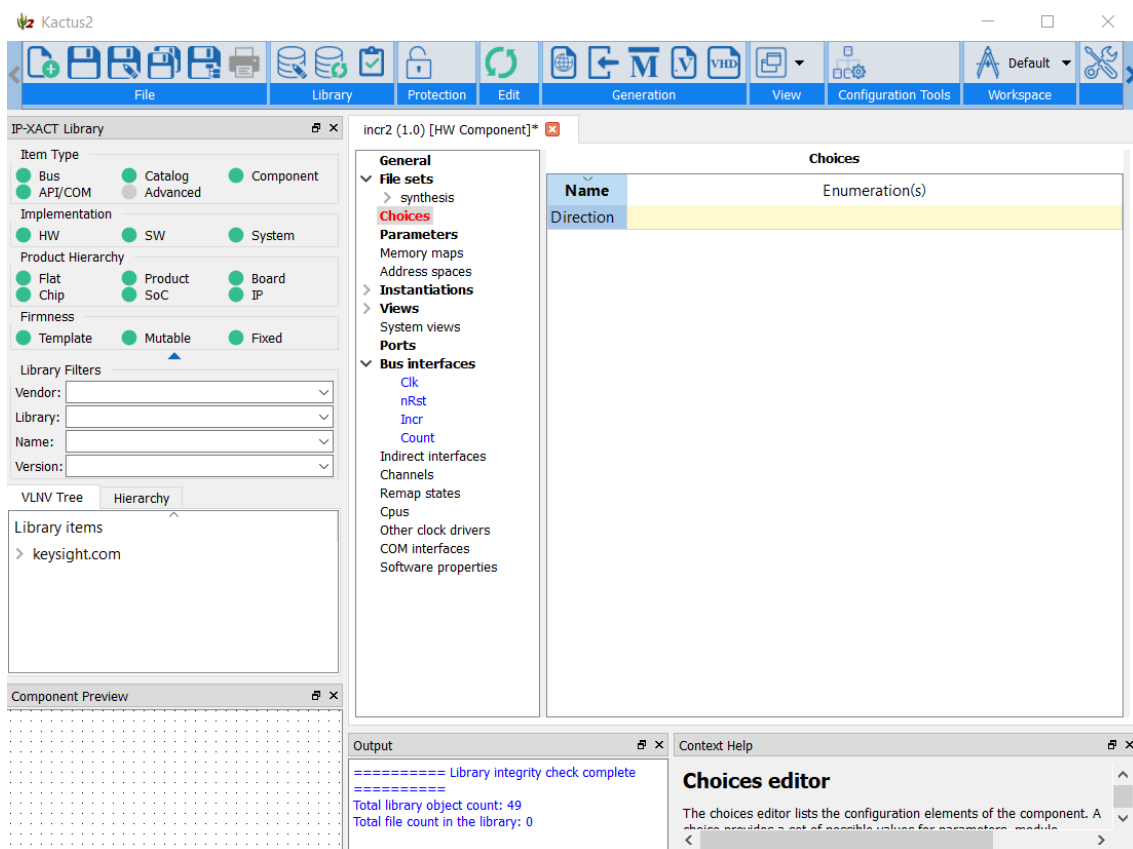 Kactus2
VHD
Default
File
Library
Protection
Edit
Generation
View
Configuration Tools
Workspace
IP-XACT Library
Item Type
Bus
Catalog
Component
API/COM
Advanced
Implementation
HW
SW
System
Product Hierarchy
Flat
Product
Board
Chip
SoC
IP
Firmness
Template
Mutable
Fixed
Library Filters
Vendor:
Library:
Name:
Version:
VLNV Tree
Hierarchy
Library items
keysight.com
Component Preview
incr2 (1.0) [HW Component]*
General
File sets
synthesis
Choices
Parameters
Memory maps
Address spaces
Instantiations
Views
System views
Ports
Bus interfaces
Clk
nRst
Incr
Count
Indirect interfaces
Channels
Remap states
Cpus
Other clock drivers
COM interfaces
Software properties
Choices
Name
Enumeration(s)
Direction
Output
========== Library integrity check complete
==========
Total library object count: 49
Total file count in the library: 0
Context Help
Choices editor
The choices editor lists the configuration elements of the component. A